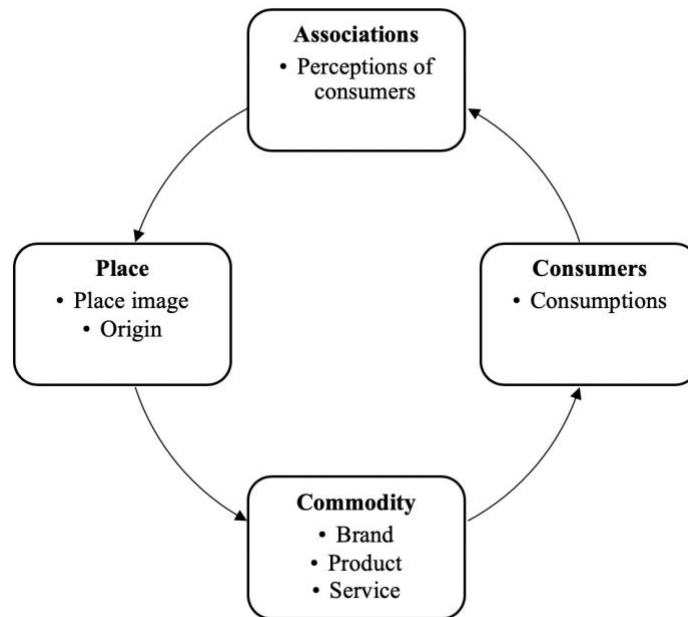 Associations
• Perceptions of
consumers
Place
• Place image
• Origin
Consumers
• Consumptions
Commodity
• Brand
• Product
• Service